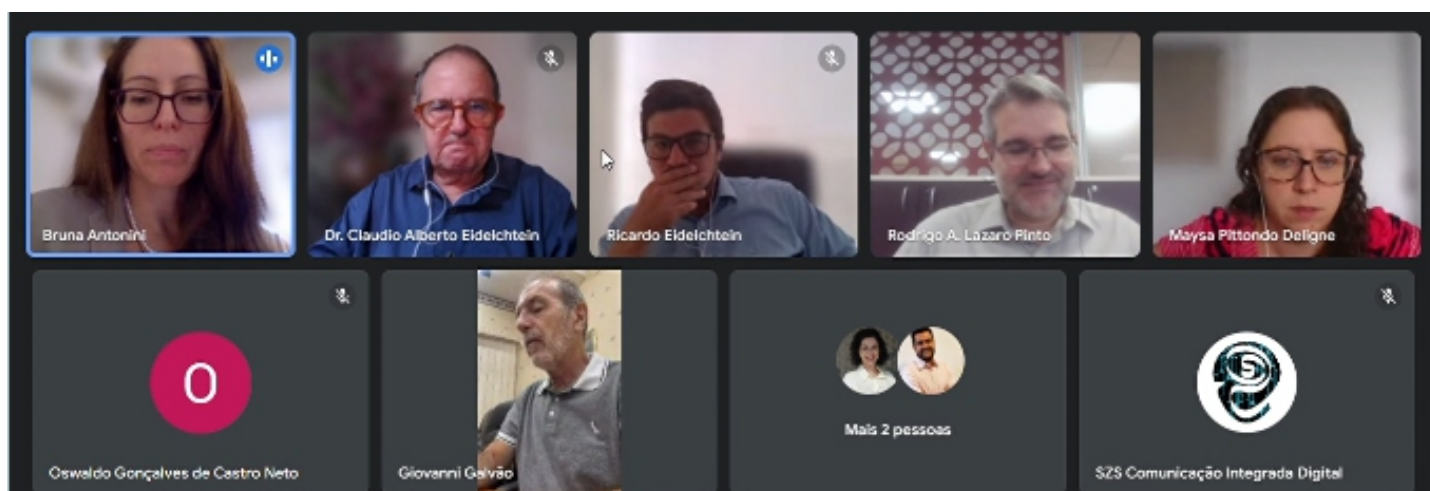 Bruna Antonini
Dr. Claudio Alberto Eidelchtein
Ricardo Eidelchtein
Rodrigo A. Lazaro Pinto
Maysa Pittondo Deligne
O
Oswaldo Gonçalves de Castro Neto
Giovanni Galvão
Mais 2 pessoas
S
SZS Comunicação Integrada Digital